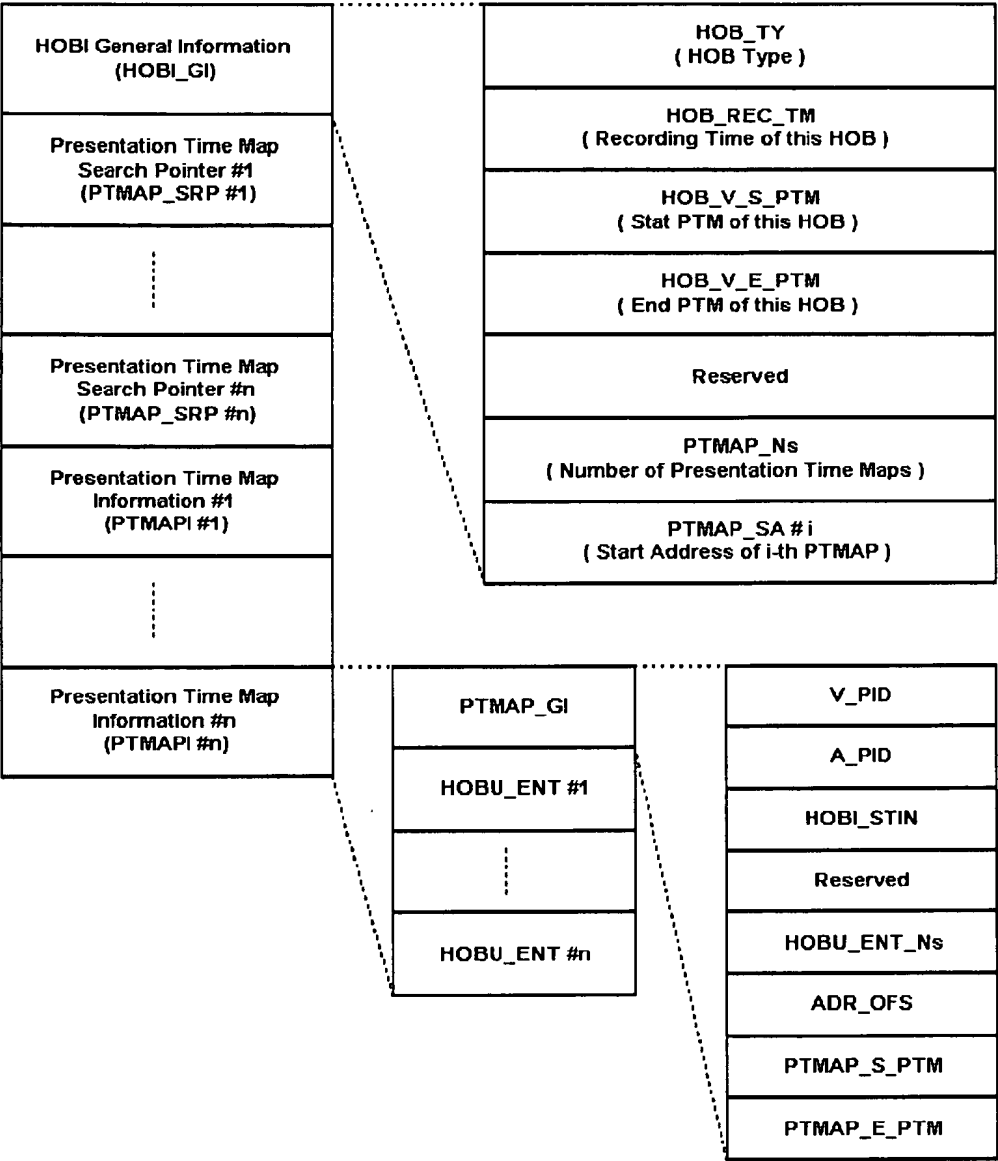 HOBI General Information
(HOBI_GI)
Presentation Time Map
Search Pointer #1
(PTMAP_SRP #1)
Presentation Time Map
Search Pointer #n
(PTMAP_SRP #n)
Presentation Time Map
Information #1
(PTMAPI #1)
Presentation Time Map
Information #n
(PTMAPI #n)
HOB_TY
( HOB Type )
HOB_REC_TM
( Recording Time of this HOB )
HOB_V_S_PTM
( Stat PTM of this HOB )
HOB_V_E_PTM
( End PTM of this HOB )
Reserved
PTMAP_Ns
( Number of Presentation Time Maps )
PTMAP_SA # i
( Start Address of i-th PTMAP )
PTMAP_GI
HOBU_ENT #1
HOBU_ENT #n
V_PID
A_PID
HOBI_STIN
Reserved
HOBU_ENT_Ns
ADR_OFS
PTMAP_S_PTM
PTMAP_E_PTM